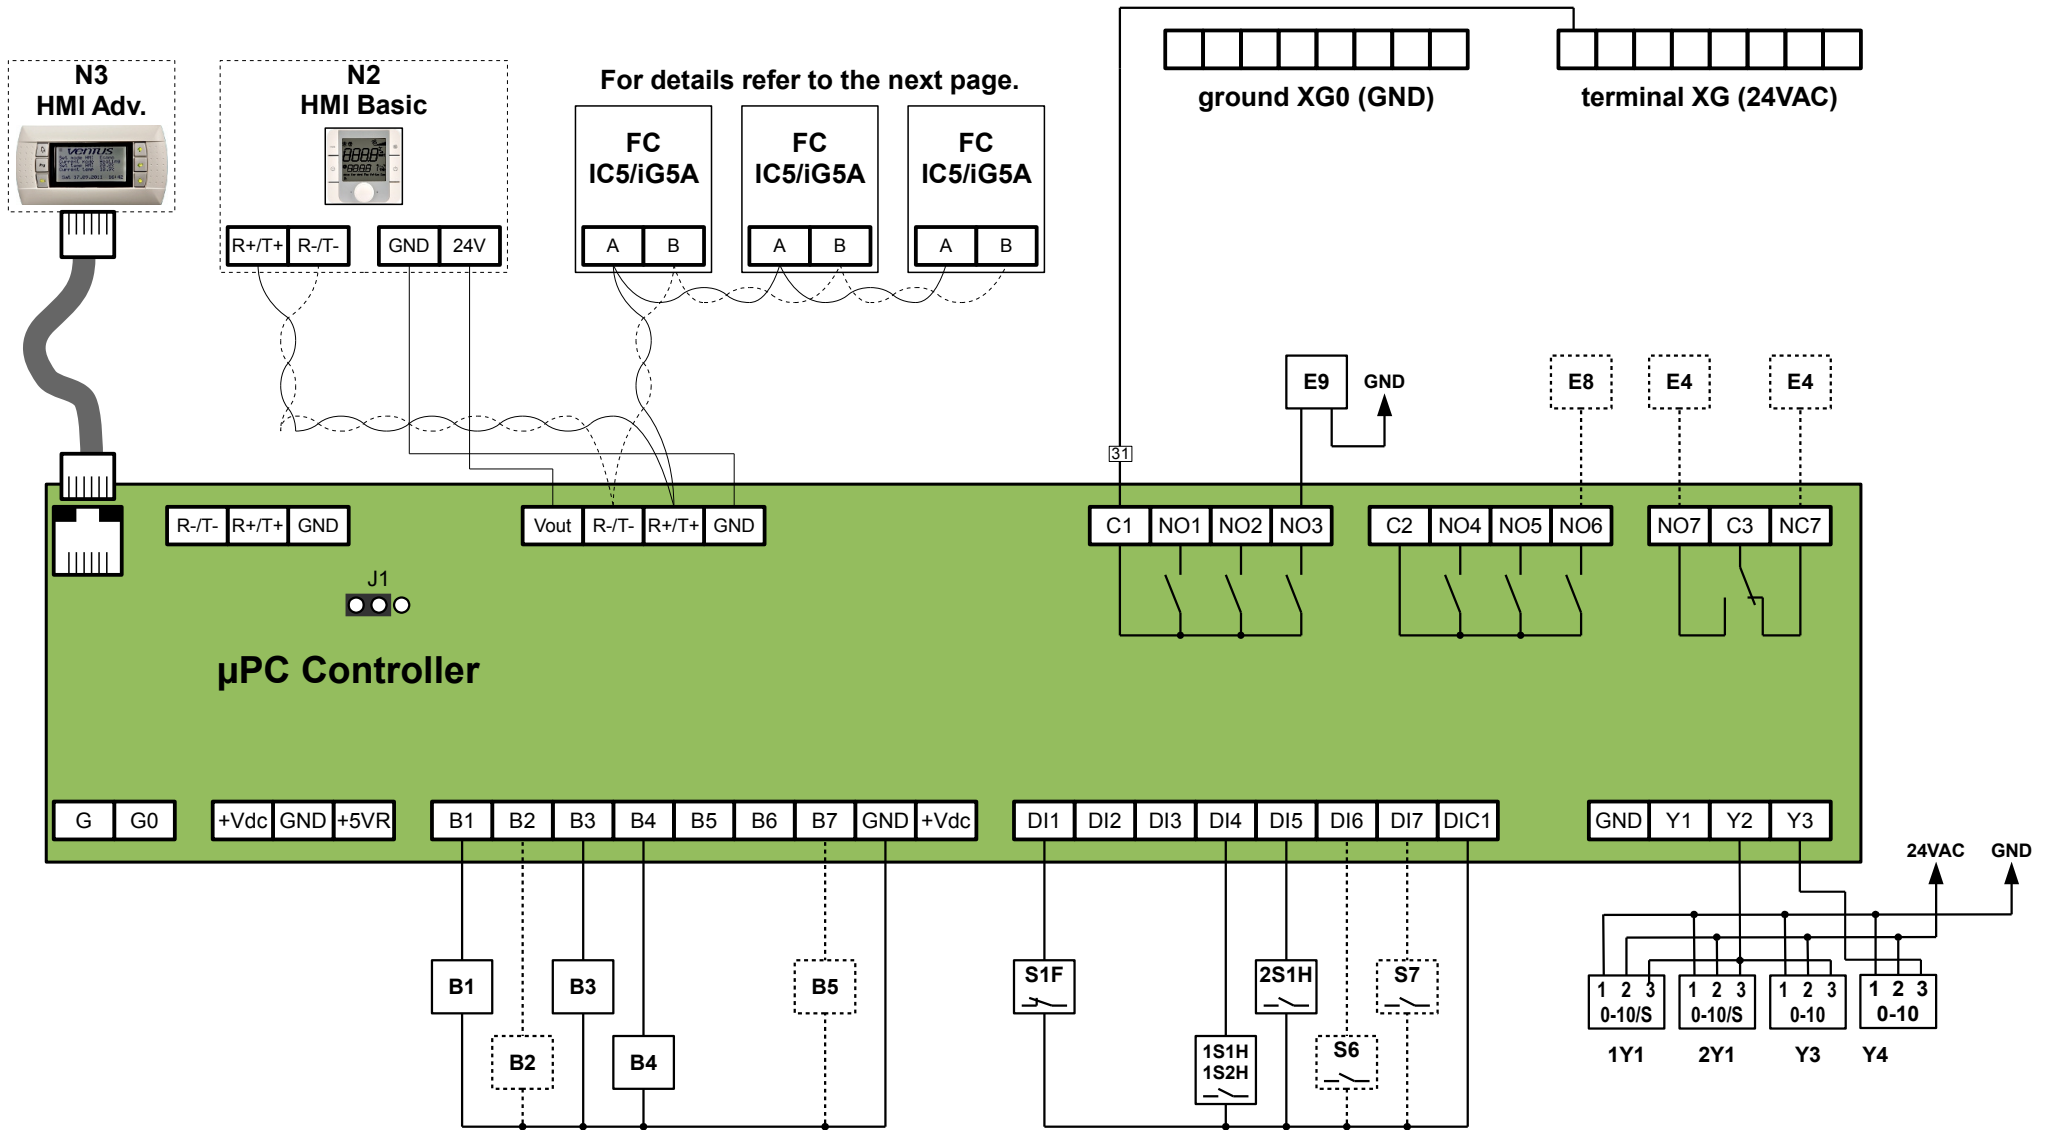 N3
HMI Adv.
VENTUS
N2
HMI Basic
For details refer to the next page.
FC
IC5/iG5A
FC
IC5/iG5A
FC
IC5/iG5A
ground XG0 (GND)
terminal XG (24VAC)
R+/T+ R-/T- GND 24V
A B
A B
A B
E9 GND
E8
E4
E4
31
R-/T- R+/T+ GND
Vout R-/T- R+/T+ GND
C1 NO1 NO2 NO3
C2 NO4 NO5 NO6
NO7 C3 NC7
J1
µPC Controller
G G0
+Vdc GND +5VR
B1 B2 B3 B4 B5 B6 B7 GND +Vdc
DI1 DI2 DI3 DI4 DI5 DI6 DI7 DIC1
GND Y1 Y2 Y3
24VAC GND
B1
B3
B5
B2
B4
S1F
2S1H
S7
1S1H
1S2H
S6
1 2 3
0-10/S
1 2 3
0-10/S
1 2 3
0-10
1 2 3
0-10
1Y1 2Y1 Y3 Y4